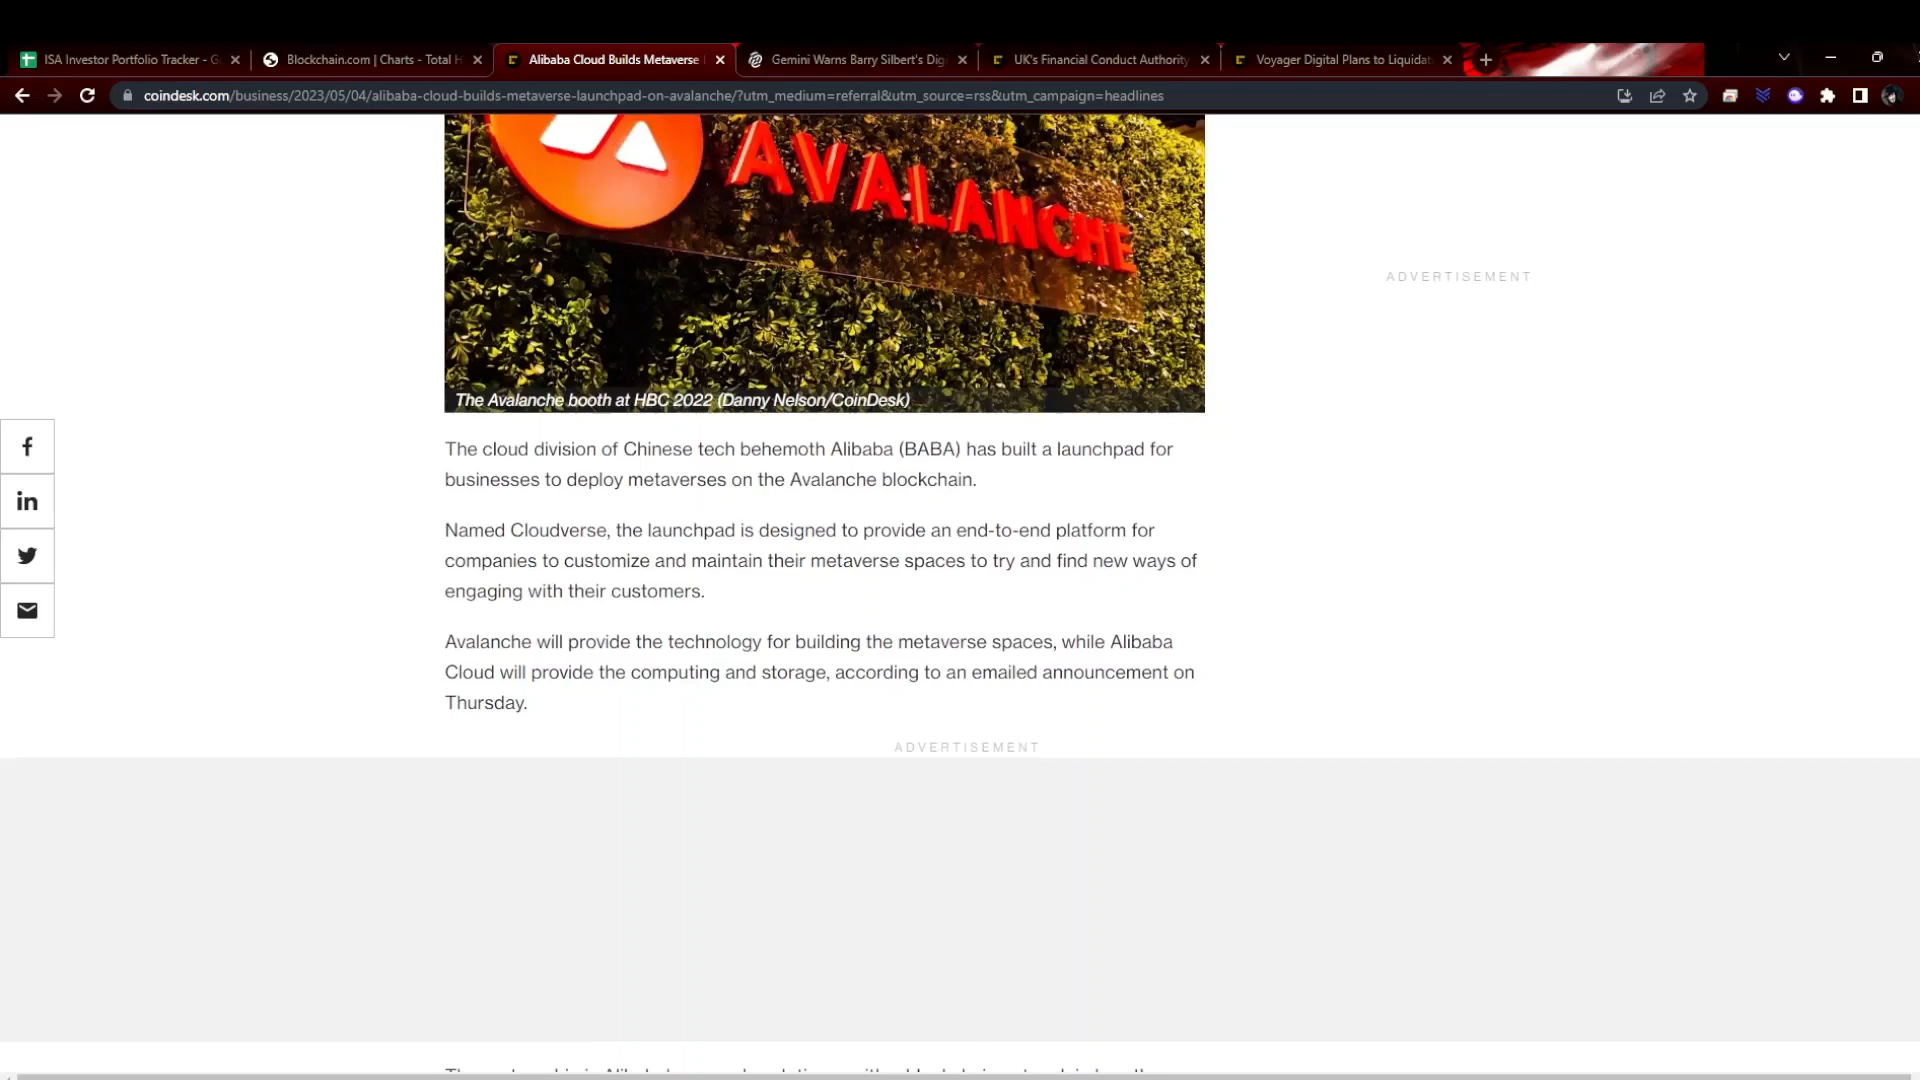 ISA Investor Portfolio Tracker - G
Blockchain.com | Charts - Total H
Alibaba Cloud Builds Metaverse
Gemini Warns Barry Silbert's Dig
UK's Financial Conduct Authority
Voyager Digital Plans to Liquidat
coindesk.com/business/2023/05/04/alibaba-cloud-builds-metaverse-launchpad-on-avalanche/?utm_medium=referral&utm_source=rss&utm_campaign=headlines
AVALANCHE
ADVERTISEMENT
The Avalanche booth at HBC 2022 (Danny Nelson/CoinDesk)
The cloud division of Chinese tech behemoth Alibaba (BABA) has built a launchpad for
businesses to deploy metaverses on the Avalanche blockchain.
Named Cloudverse, the launchpad is designed to provide an end-to-end platform for
companies to customize and maintain their metaverse spaces to try and find new ways of
engaging with their customers.
Avalanche will provide the technology for building the metaverse spaces, while Alibaba
Cloud will provide the computing and storage, according to an emailed announcement on
Thursday.
ADVERTISEMENT